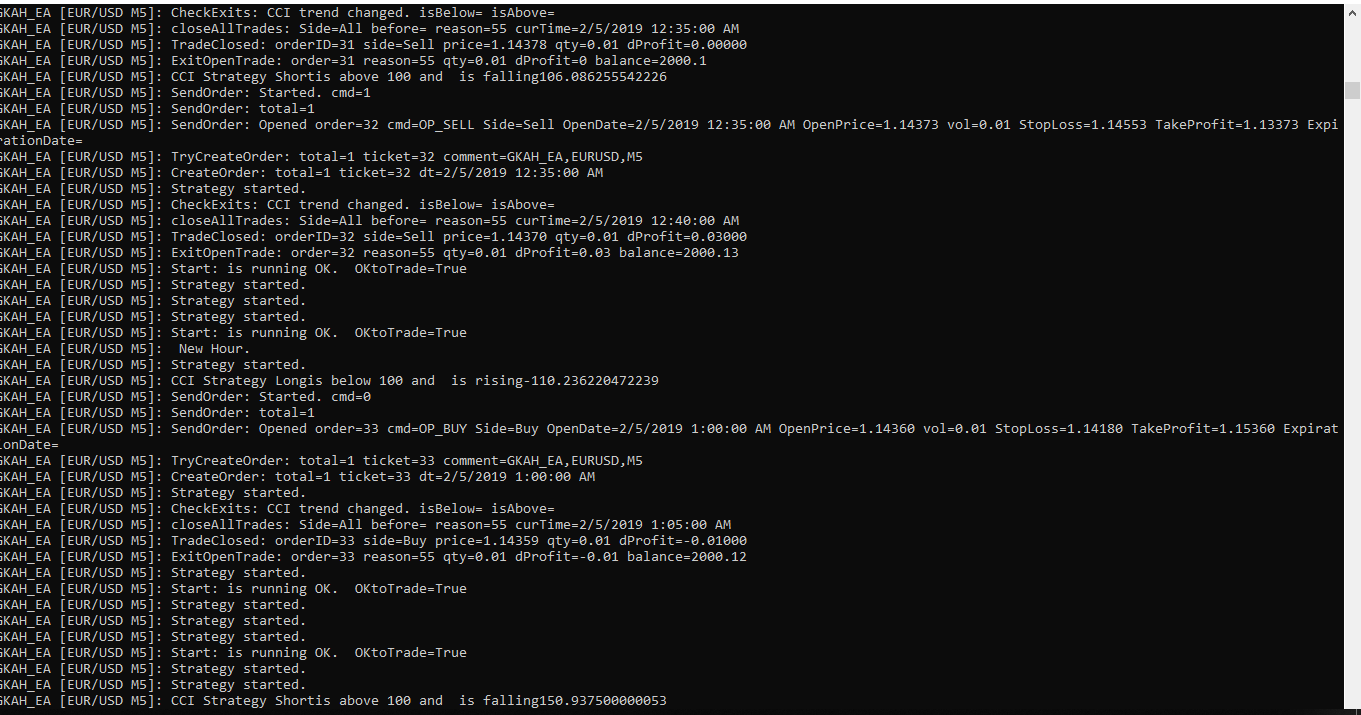 GKAH_EA [EUR/USD M5]: CheckExits: CCI trend changed. isBelow= isAbove=
GKAH_EA [EUR/USD M5]: closeAllTrades: Side=All before= reason=55 curTime=2/5/2019 12:35:00 AM
GKAH_EA [EUR/USD M5]: TradeClosed: orderID=31 side=Sell price=1.14378 qty=0.01 dProfit=0.00000
GKAH_EA [EUR/USD M5]: ExitOpenTrade: order=31 reason=55 qty=0.01 dProfit=0 balance=2000.1
GKAH_EA [EUR/USD M5]: CCI Strategy Shortis above 100 and  is falling106.086255542226
GKAH_EA [EUR/USD M5]: SendOrder: Started. cmd=1
GKAH_EA [EUR/USD M5]: SendOrder: total=1
GKAH_EA [EUR/USD M5]: SendOrder: Opened order=32 cmd=OP_SELL Side=Sell OpenDate=2/5/2019 12:35:00 AM OpenPrice=1.14373 vol=0.01 StopLoss=1.14553 TakeProfit=1.13373 Expi
rationDate=
GKAH_EA [EUR/USD M5]: TryCreateOrder: total=1 ticket=32 comment=GKAH_EA,EURUSD,M5
GKAH_EA [EUR/USD M5]: CreateOrder: total=1 ticket=32 dt=2/5/2019 12:35:00 AM
GKAH_EA [EUR/USD M5]: Strategy started.
GKAH_EA [EUR/USD M5]: CheckExits: CCI trend changed. isBelow= isAbove=
GKAH_EA [EUR/USD M5]: closeAllTrades: Side=All before= reason=55 curTime=2/5/2019 12:40:00 AM
GKAH_EA [EUR/USD M5]: TradeClosed: orderID=32 side=Sell price=1.14370 qty=0.01 dProfit=0.03000
GKAH_EA [EUR/USD M5]: ExitOpenTrade: order=32 reason=55 qty=0.01 dProfit=0.03 balance=2000.13
GKAH_EA [EUR/USD M5]: Start: is running OK.  OKtoTrade=True
GKAH_EA [EUR/USD M5]: Strategy started.
GKAH_EA [EUR/USD M5]: Strategy started.
GKAH_EA [EUR/USD M5]: Strategy started.
GKAH_EA [EUR/USD M5]: Start: is running OK.  OKtoTrade=True
GKAH_EA [EUR/USD M5]:  New Hour.
GKAH_EA [EUR/USD M5]: Strategy started.
GKAH_EA [EUR/USD M5]: CCI Strategy Longis below 100 and  is rising-110.236220472239
GKAH_EA [EUR/USD M5]: SendOrder: Started. cmd=0
GKAH_EA [EUR/USD M5]: SendOrder: total=1
GKAH_EA [EUR/USD M5]: SendOrder: Opened order=33 cmd=OP_BUY Side=Buy OpenDate=2/5/2019 1:00:00 AM OpenPrice=1.14360 vol=0.01 StopLoss=1.14180 TakeProfit=1.15360 Expirat
ionDate=
GKAH_EA [EUR/USD M5]: TryCreateOrder: total=1 ticket=33 comment=GKAH_EA,EURUSD,M5
GKAH_EA [EUR/USD M5]: CreateOrder: total=1 ticket=33 dt=2/5/2019 1:00:00 AM
GKAH_EA [EUR/USD M5]: Strategy started.
GKAH_EA [EUR/USD M5]: CheckExits: CCI trend changed. isBelow= isAbove=
GKAH_EA [EUR/USD M5]: closeAllTrades: Side=All before= reason=55 curTime=2/5/2019 1:05:00 AM
GKAH_EA [EUR/USD M5]: TradeClosed: orderID=33 side=Buy price=1.14359 qty=0.01 dProfit=-0.01000
GKAH_EA [EUR/USD M5]: ExitOpenTrade: order=33 reason=55 qty=0.01 dProfit=-0.01 balance=2000.12
GKAH_EA [EUR/USD M5]: Strategy started.
GKAH_EA [EUR/USD M5]: Start: is running OK.  OKtoTrade=True
GKAH_EA [EUR/USD M5]: Strategy started.
GKAH_EA [EUR/USD M5]: Strategy started.
GKAH_EA [EUR/USD M5]: Strategy started.
GKAH_EA [EUR/USD M5]: Start: is running OK.  OKtoTrade=True
GKAH_EA [EUR/USD M5]: Strategy started.
GKAH_EA [EUR/USD M5]: Strategy started.
GKAH_EA [EUR/USD M5]: CCI Strategy Shortis above 100 and  is falling150.937500000053